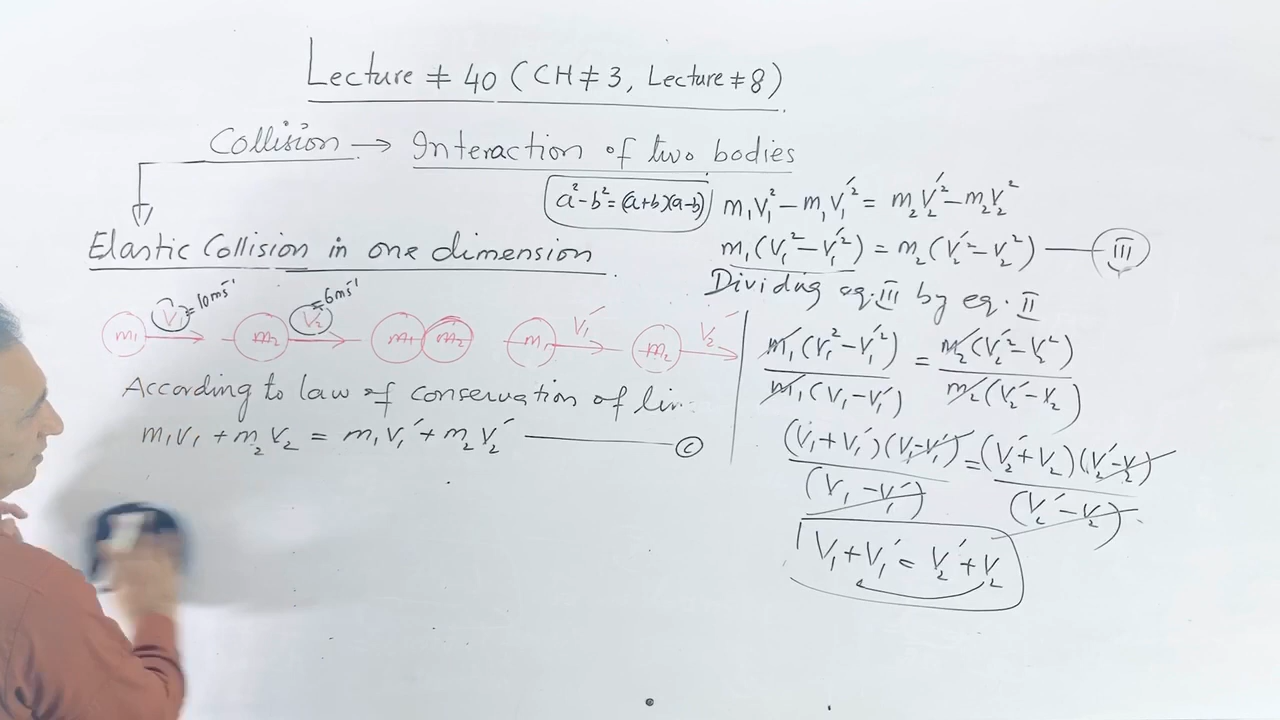 Lecture # 40 (CH # 3, Lecture # 8)
Collision → Interaction of two bodies
Elastic Collision in one dimension
V₁ = 10ms⁻¹ V₂ = 6ms⁻¹
m₁ m₂ m₁ m₂ m₁ V₁′ m₂ V₂′
According to law of conservation of lin
m₁V₁ + m₂V₂ = m₁V₁′ + m₂V₂′ —— C
a²-b²=(a+b)(a-b)
m₁V₁² - m₁V₁′² = m₂V₂′² - m₂V₂²
m₁(V₁² - V₁′²) = m₂(V₂′² - V₂²) —— III
Dividing eq. III by eq. II
m₁(V₁² - V₁′²) / m₁(V₁ - V₁′) = m₂(V₂′² - V₂²) / m₂(V₂′ - V₂)
(V₁ + V₁′)(V₁ - V₁′) / (V₁ - V₁′) = (V₂′ + V₂)(V₂′ - V₂) / (V₂′ - V₂)
V₁ + V₁′ = V₂′ + V₂